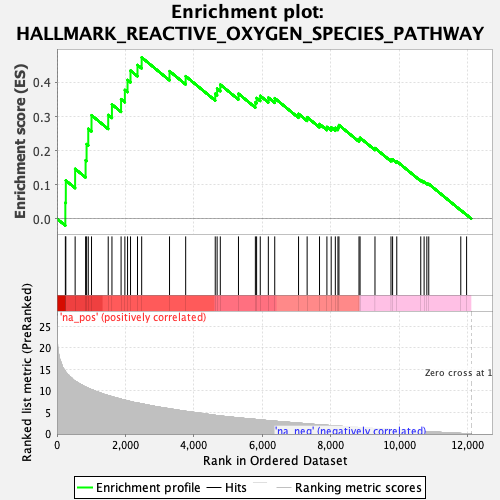 Enrichment plot:
HALLMARK_REACTIVE_OXYGEN_SPECIES_PATHWAY
Enrichment score (ES)
0.4
0.3
0.2
0.1
0.0
'na_pos' (positively correlated)
Ranked list metric (PreRanked)
25
20
15
10
5
0
Zero cross at 1
'na_neg' (negatively correlated)
0
2,000
4,000
6,000
8,000
10,000
12,000
Rank in Ordered Dataset
Enrichment profile
Hits
Ranking metric scores